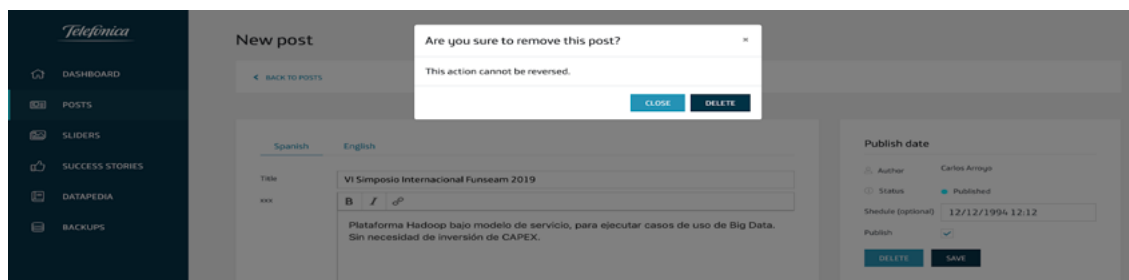 Telefónica
DASHBOARD
POSTS
SLIDERS
SUCCESS STORIES
DATAPEDIA
BACKUPS
New post
BACK TO POSTS
Are you sure to remove this post?
This action cannot be reversed.
CLOSE DELETE
Spanish English
Title VI Simposio Internacional Funseam 2019
xxx B I
Plataforma Hadoop bajo modelo de servicio, para ejecutar casos de uso de Big Data.
Sin necesidad de inversión de CAPEX.
Publish date
Author Carlos Arroyo
Status Published
Shedule (optional) 12/12/1994 12:12
Publish
DELETE SAVE